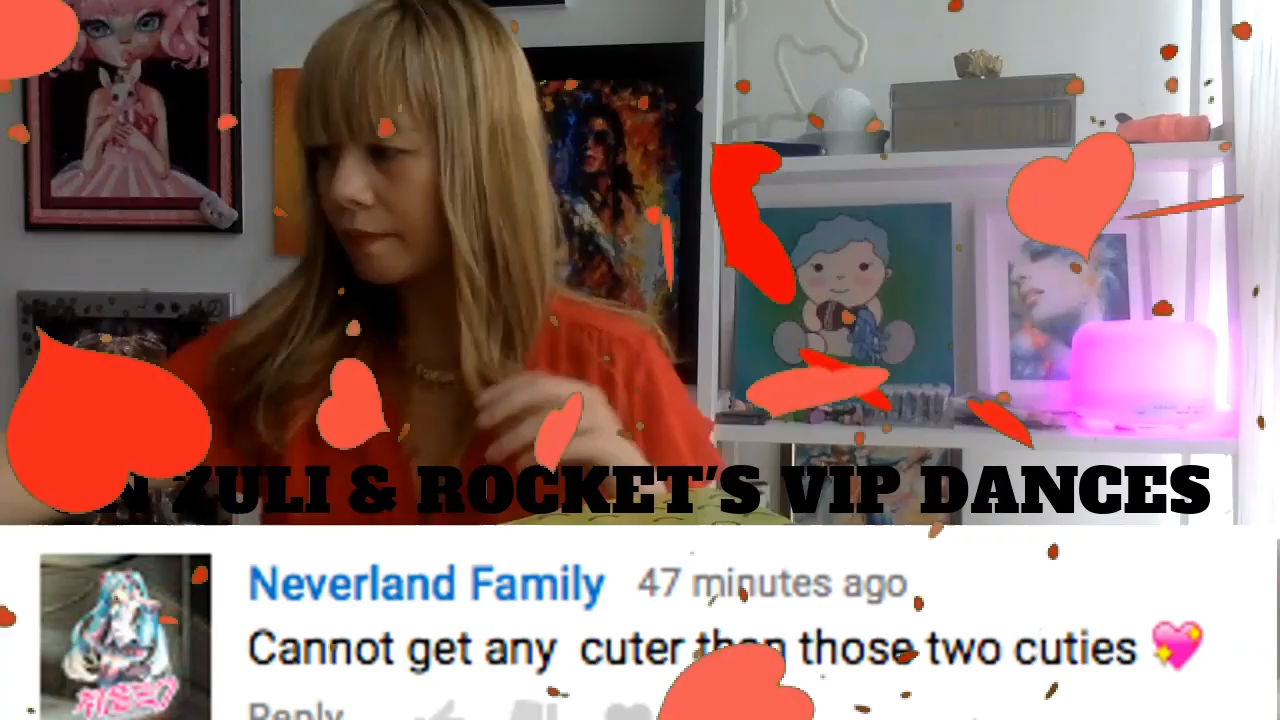 ZULI & ROCKET'S VIP DANCES
Neverland Family 47 minutes ago
Cannot get any cuter than those two cuties 💖
Reply